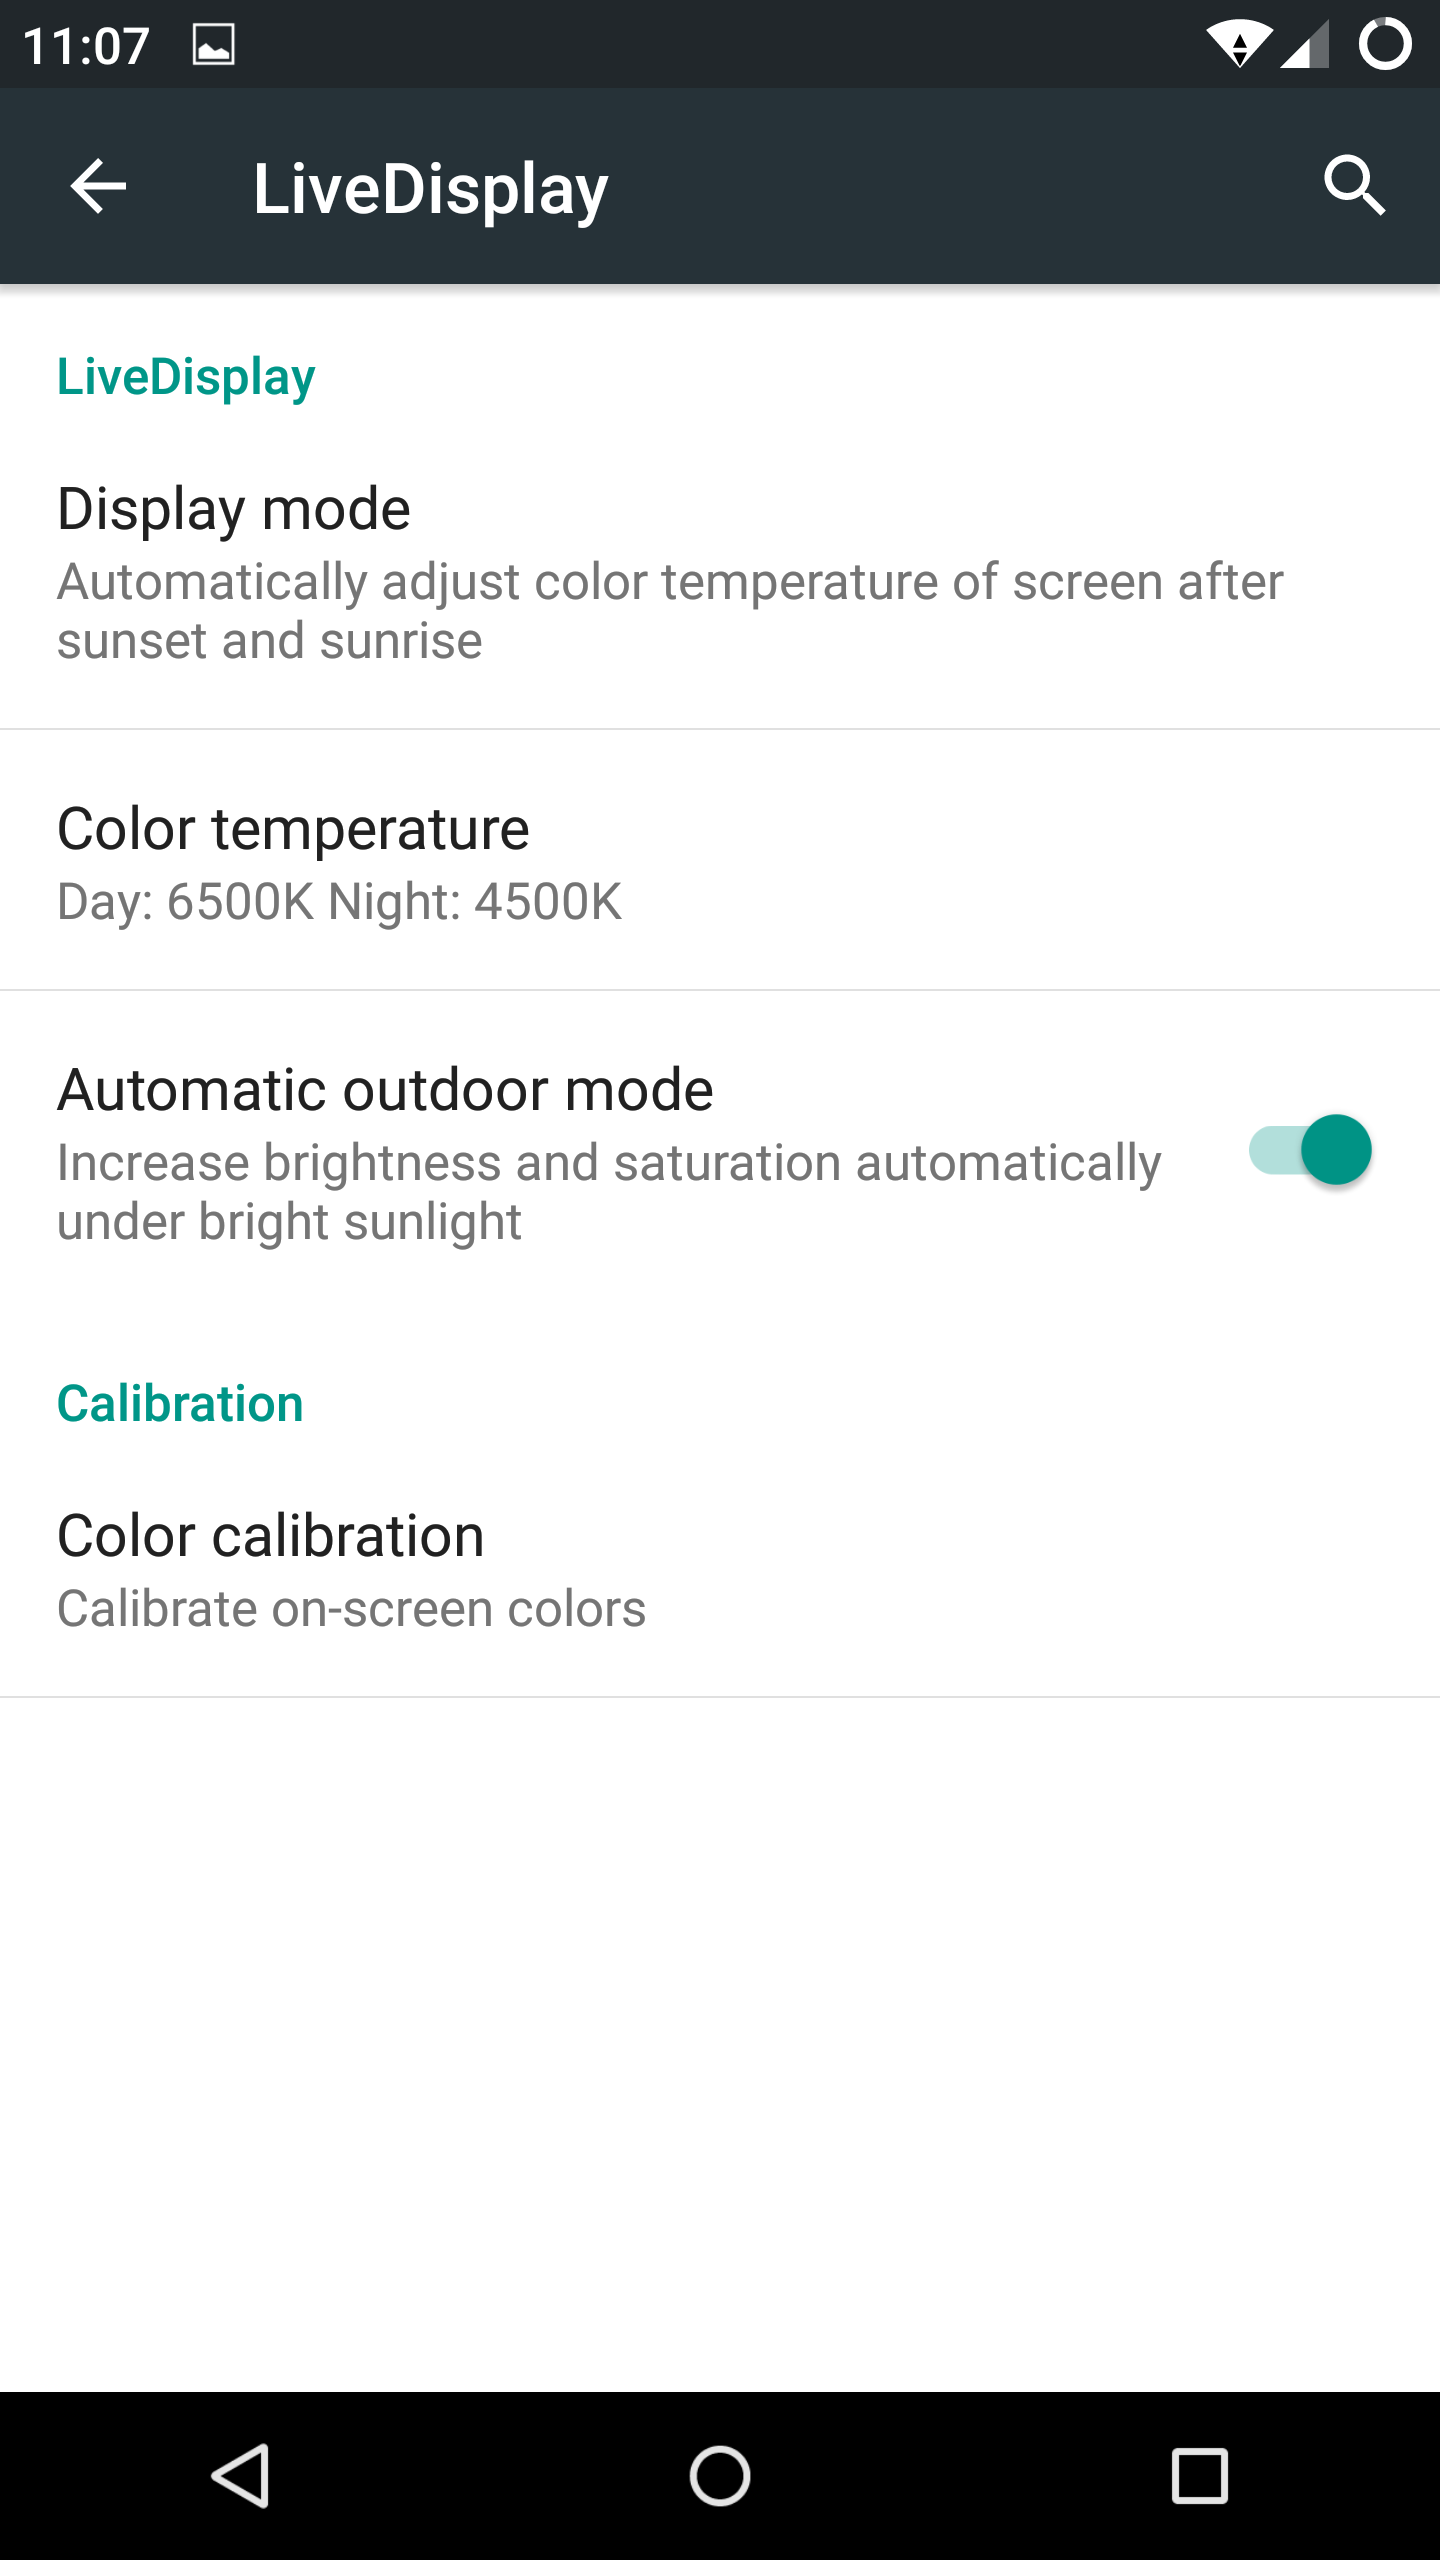 11:07
LiveDisplay
LiveDisplay
Display mode
Automatically adjust color temperature of screen after
sunset and sunrise
Color temperature
Day: 6500K Night: 4500K
Automatic outdoor mode
Increase brightness and saturation automatically
under bright sunlight
Calibration
Color calibration
Calibrate on-screen colors